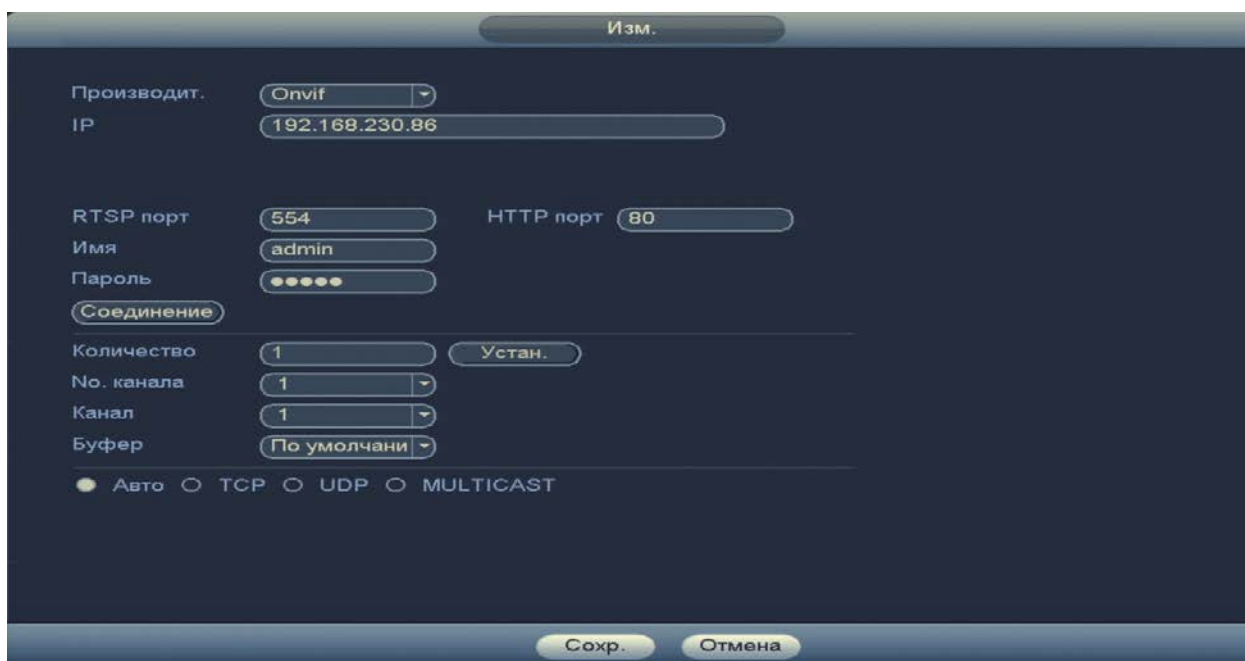 Изм.
Производит. Onvif
IP 192.168.230.86
RTSP порт 554 HTTP порт 80
Имя admin
Пароль ●●●●●
Соединение
Количество 1 Устан.
No. канала 1
Канал 1
Буфер По умолчани
Авто TCP UDP MULTICAST
Сохр. Отмена